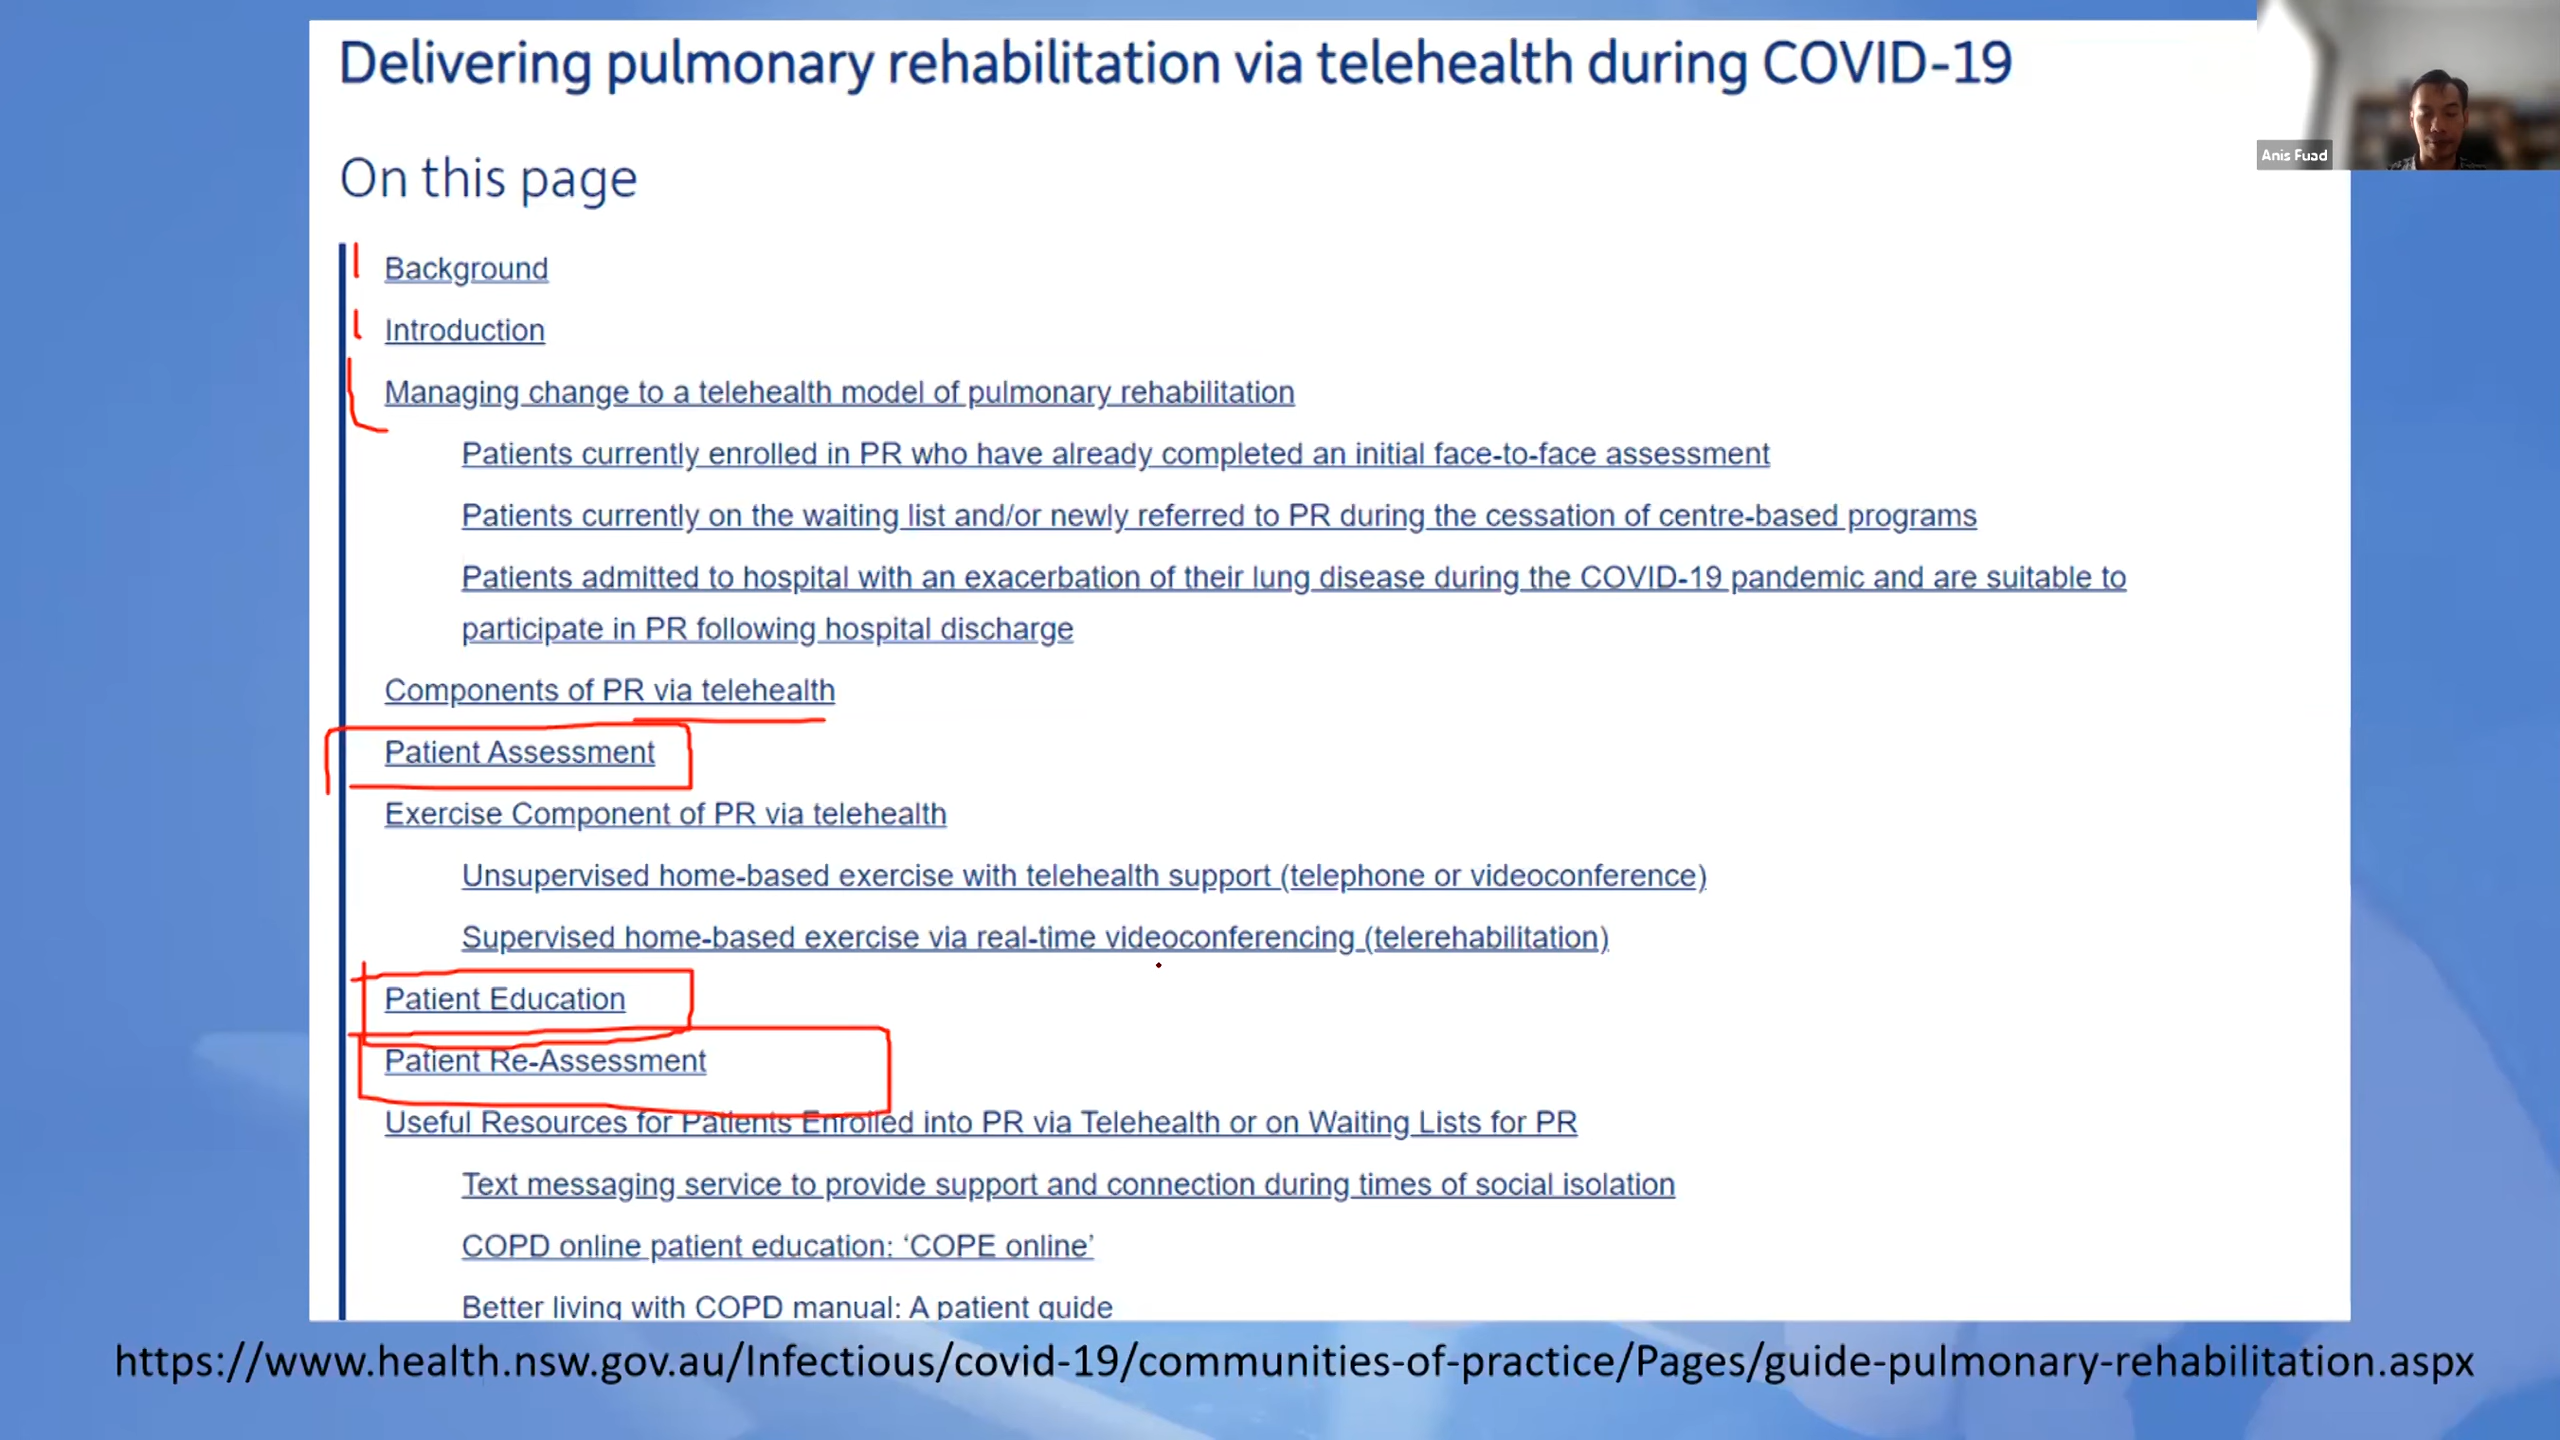 Delivering pulmonary rehabilitation via telehealth during COVID-19
Anis Fuad
On this page
Background
Introduction
Managing change to a telehealth model of pulmonary rehabilitation
Patients currently enrolled in PR who have already completed an initial face-to-face assessment
Patients currently on the waiting list and/or newly referred to PR during the cessation of centre-based programs
Patients admitted to hospital with an exacerbation of their lung disease during the COVID-19 pandemic and are suitable to
participate in PR following hospital discharge
Components of PR via telehealth
Patient Assessment
Exercise Component of PR via telehealth
Unsupervised home-based exercise with telehealth support (telephone or videoconference)
Supervised home-based exercise via real-time videoconferencing (telerehabilitation)
Patient Education
Patient Re-Assessment
Useful Resources for Patients Enrolled into PR via Telehealth or on Waiting Lists for PR
Text messaging service to provide support and connection during times of social isolation
COPD online patient education: ‘COPE online’
Better living with COPD manual: A patient guide
https://www.health.nsw.gov.au/Infectious/covid-19/communities-of-practice/Pages/guide-pulmonary-rehabilitation.aspx